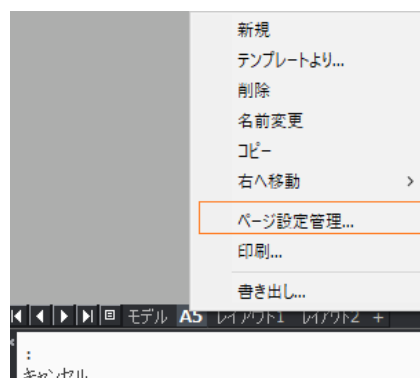 新規
テンプレートより...
削除
名前変更
コピー
右へ移動
ページ設定管理...
印刷...
書き出し...
モデル A5 レイアウト1 レイアウト2 +
:
キャンセル